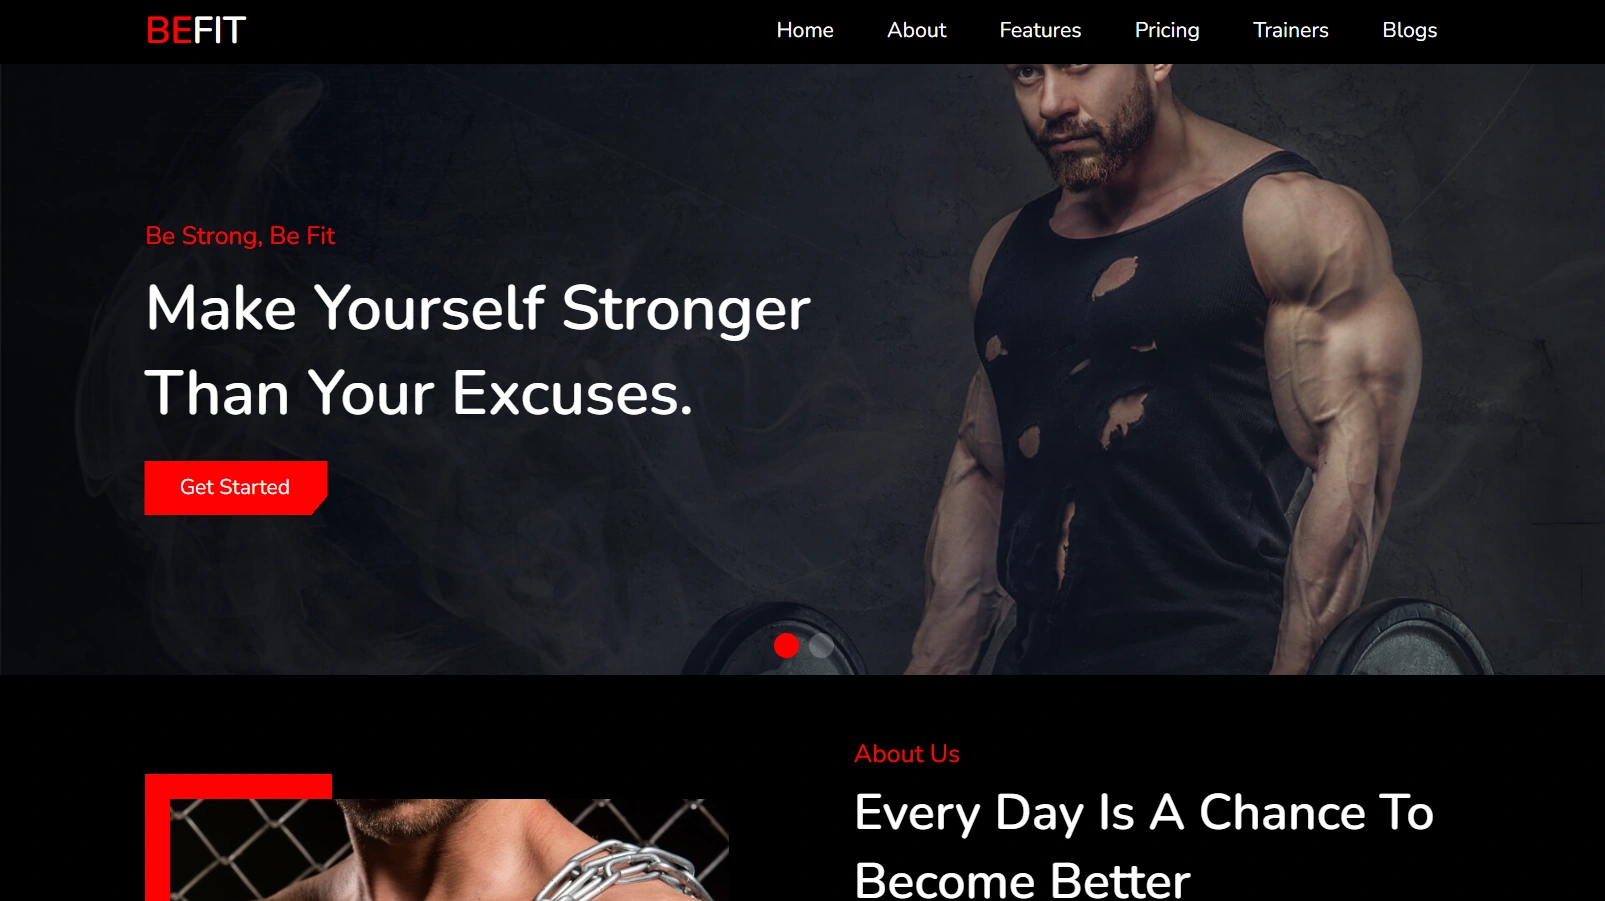 BEFIT
Home About Features Pricing Trainers Blogs
Be Strong, Be Fit
Make Yourself Stronger
Than Your Excuses.
Get Started
About Us
Every Day Is A Chance To
Become Better